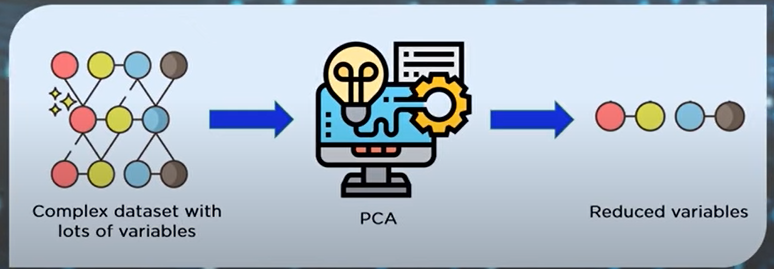 Complex dataset with
lots of variables
PCA
Reduced variables